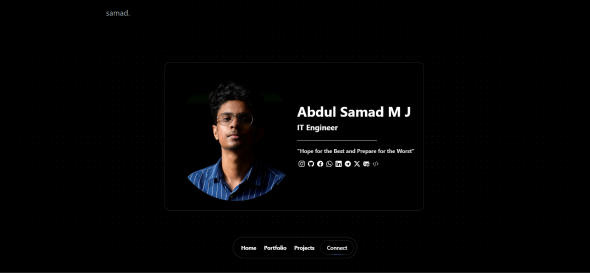 samad.
Abdul Samad M J
IT Engineer
"Hope for the Best and Prepare for the Worst"
Home Portfolio Projects Connect